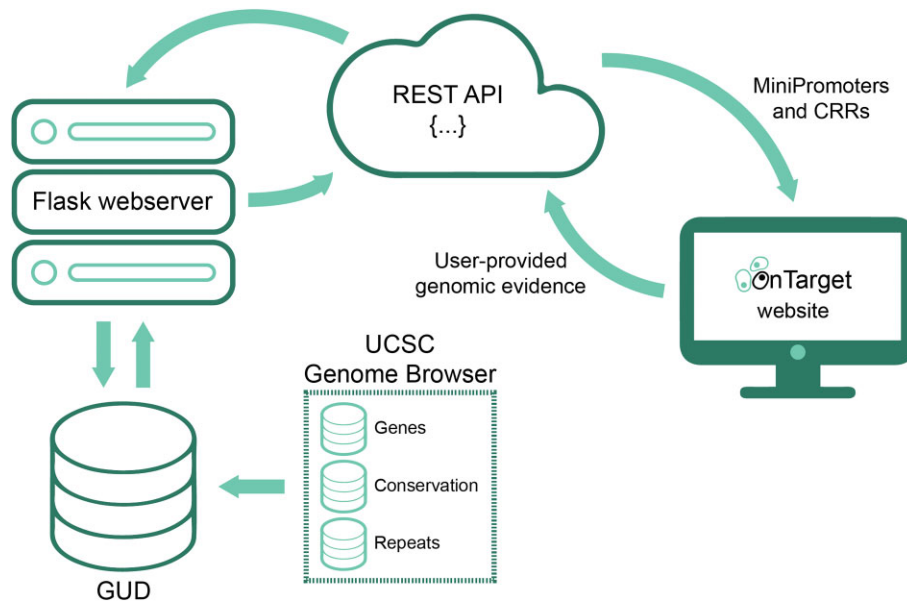 REST API
{...}
MiniPromoters
and CRRs
Flask webserver
User-provided
genomic evidence
OnTarget
website
UCSC
Genome Browser
Genes
Conservation
Repeats
GUD